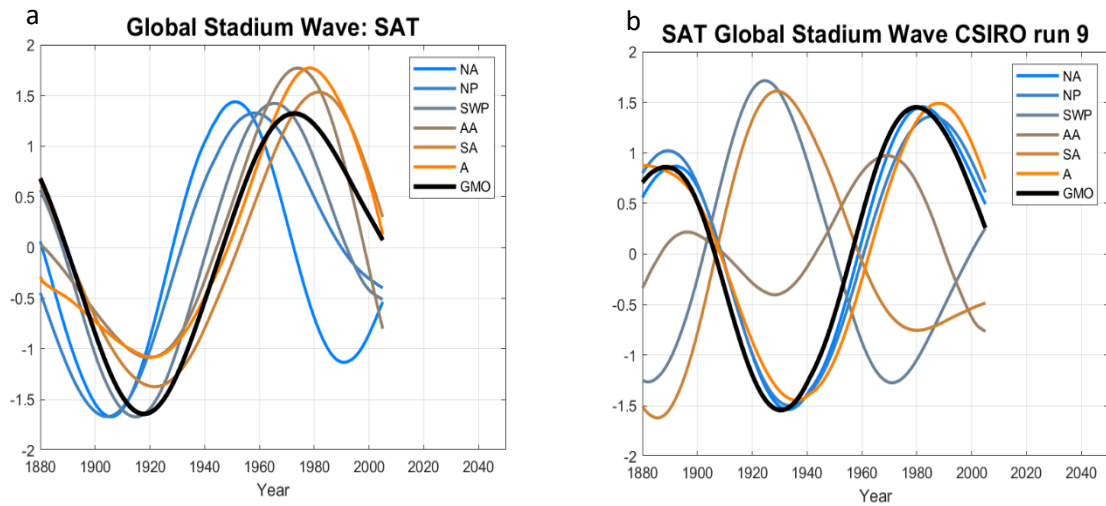 a
Global Stadium Wave: SAT
2
1.5
1
0.5
0
-0.5
-1
-1.5
-2
1880 1900 1920 1940 1960 1980 2000 2020 2040
Year
NA
NP
SWP
AA
SA
A
GMO
b
SAT Global Stadium Wave CSIRO run 9
2
1.5
1
0.5
0
-0.5
-1
-1.5
-2
1880 1900 1920 1940 1960 1980 2000 2020 2040
Year
NA
NP
SWP
AA
SA
A
GMO